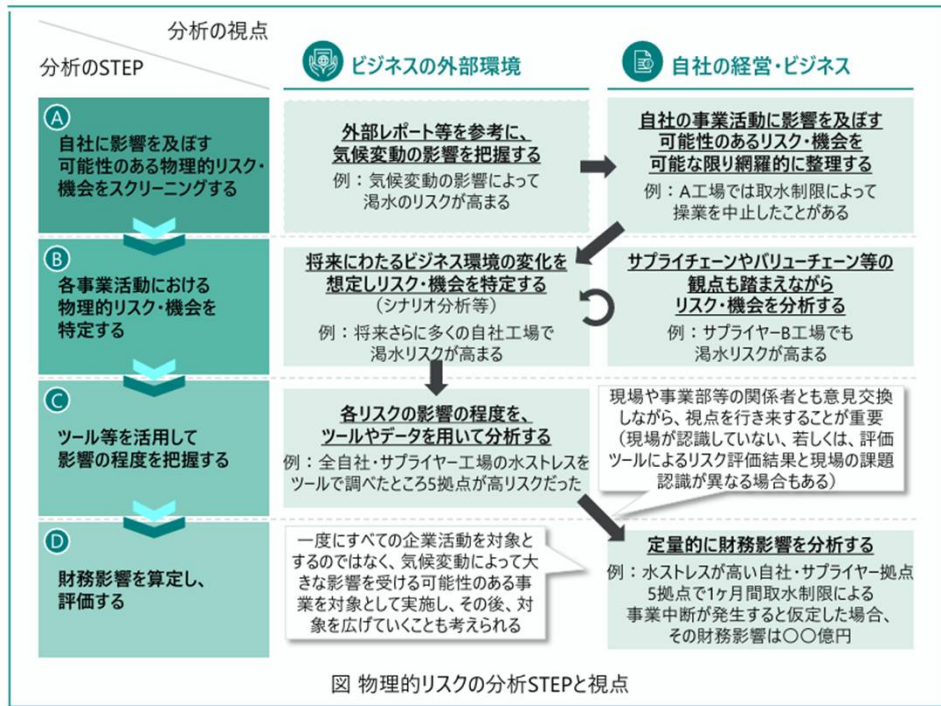 分析の視点
分析のSTEP
ビジネスの外部環境
自社の経営・ビジネス
A
自社に影響を及ぼす
可能性のある物理的リスク・
機会をスクリーニングする
外部レポート等を参考に、
気候変動の影響を把握する
例：気候変動の影響によって
渇水のリスクが高まる
自社の事業活動に影響を及ぼす
可能性のあるリスク・機会を
可能な限り網羅的に整理する
例：A工場では取水制限によって
操業を中止したことがある
B
各事業活動における
物理的リスク・機会を
特定する
将来にわたるビジネス環境の変化を
想定しリスク・機会を特定する
（シナリオ分析等）
例：将来さらに多くの自社工場で
渇水リスクが高まる
サプライチェーンやバリューチェーン等の
観点も踏まえながら
リスク・機会を分析する
例：サプライヤーB工場でも
渇水リスクが高まる
C
ツール等を活用して
影響の程度を把握する
各リスクの影響の程度を、
ツールやデータを用いて分析する
例：全自社・サプライヤー工場の水ストレスを
ツールで調べたところ5拠点が高リスクだった
現場や事業部等の関係者とも意見交換
しながら、視点を行き来することが重要
（現場が認識していない、若しくは、評価
ツールによるリスク評価結果と現場の課題
認識が異なる場合もある）
D
財務影響を算定し、
評価する
一度にすべての企業活動を対象と
するのではなく、気候変動によって大
きな影響を受ける可能性のある事
業を対象として実施し、その後、対
象を広げていくことも考えられる
定量的に財務影響を分析する
例：水ストレスが高い自社・サプライヤー拠点
5拠点で1ヶ月間取水制限による
事業中断が発生すると仮定した場合、
その財務影響は〇〇億円
図 物理的リスクの分析STEPと視点